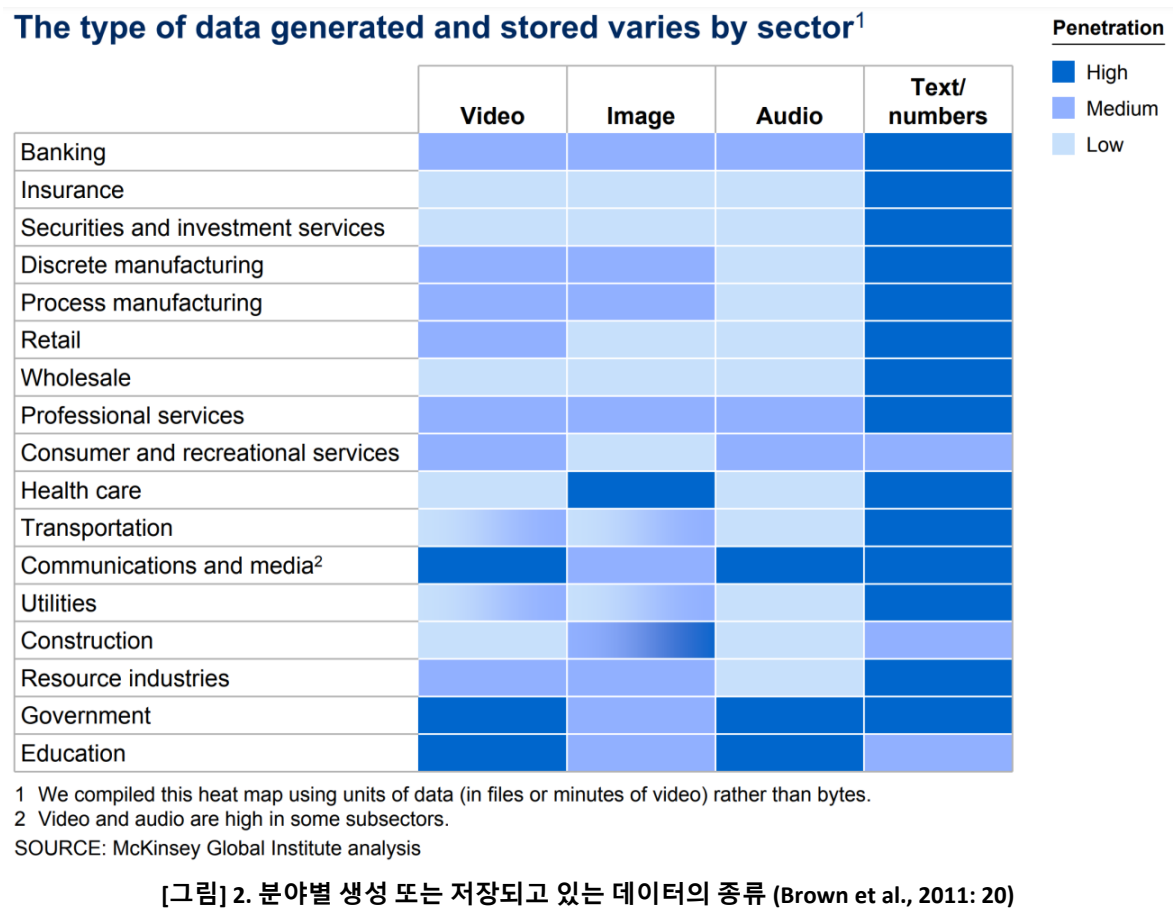 The type of data generated and stored varies by sector1
Penetration
High
Medium
Low
Video Image Audio Text/
numbers
Banking
Insurance
Securities and investment services
Discrete manufacturing
Process manufacturing
Retail
Wholesale
Professional services
Consumer and recreational services
Health care
Transportation
Communications and media2
Utilities
Construction
Resource industries
Government
Education
1 We compiled this heat map using units of data (in files or minutes of video) rather than bytes.
2 Video and audio are high in some subsectors.
SOURCE: McKinsey Global Institute analysis
[그림] 2. 분야별 생성 또는 저장되고 있는 데이터의 종류 (Brown et al., 2011: 20)